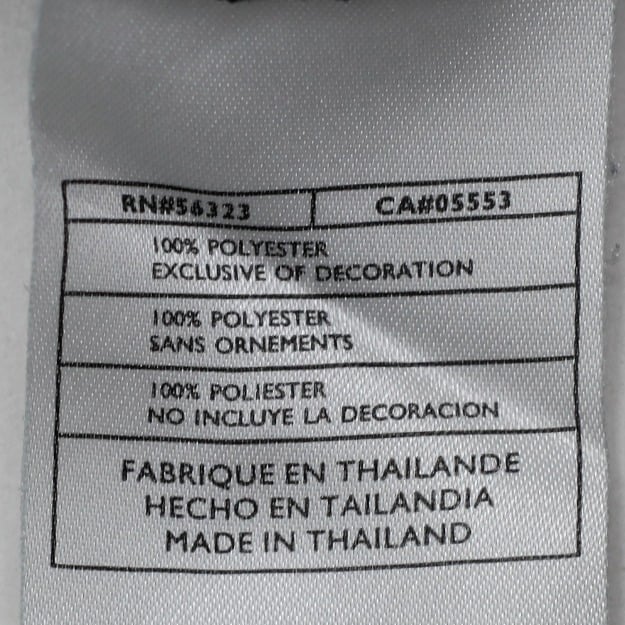 RN#56323 CA#05553
100% POLYESTER
EXCLUSIVE OF DECORATION
100% POLYESTER
SANS ORNEMENTS
100% POLIESTER
NO INCLUYE LA DECORACION
FABRIQUE EN THAILANDE
HECHO EN TAILANDIA
MADE IN THAILAND